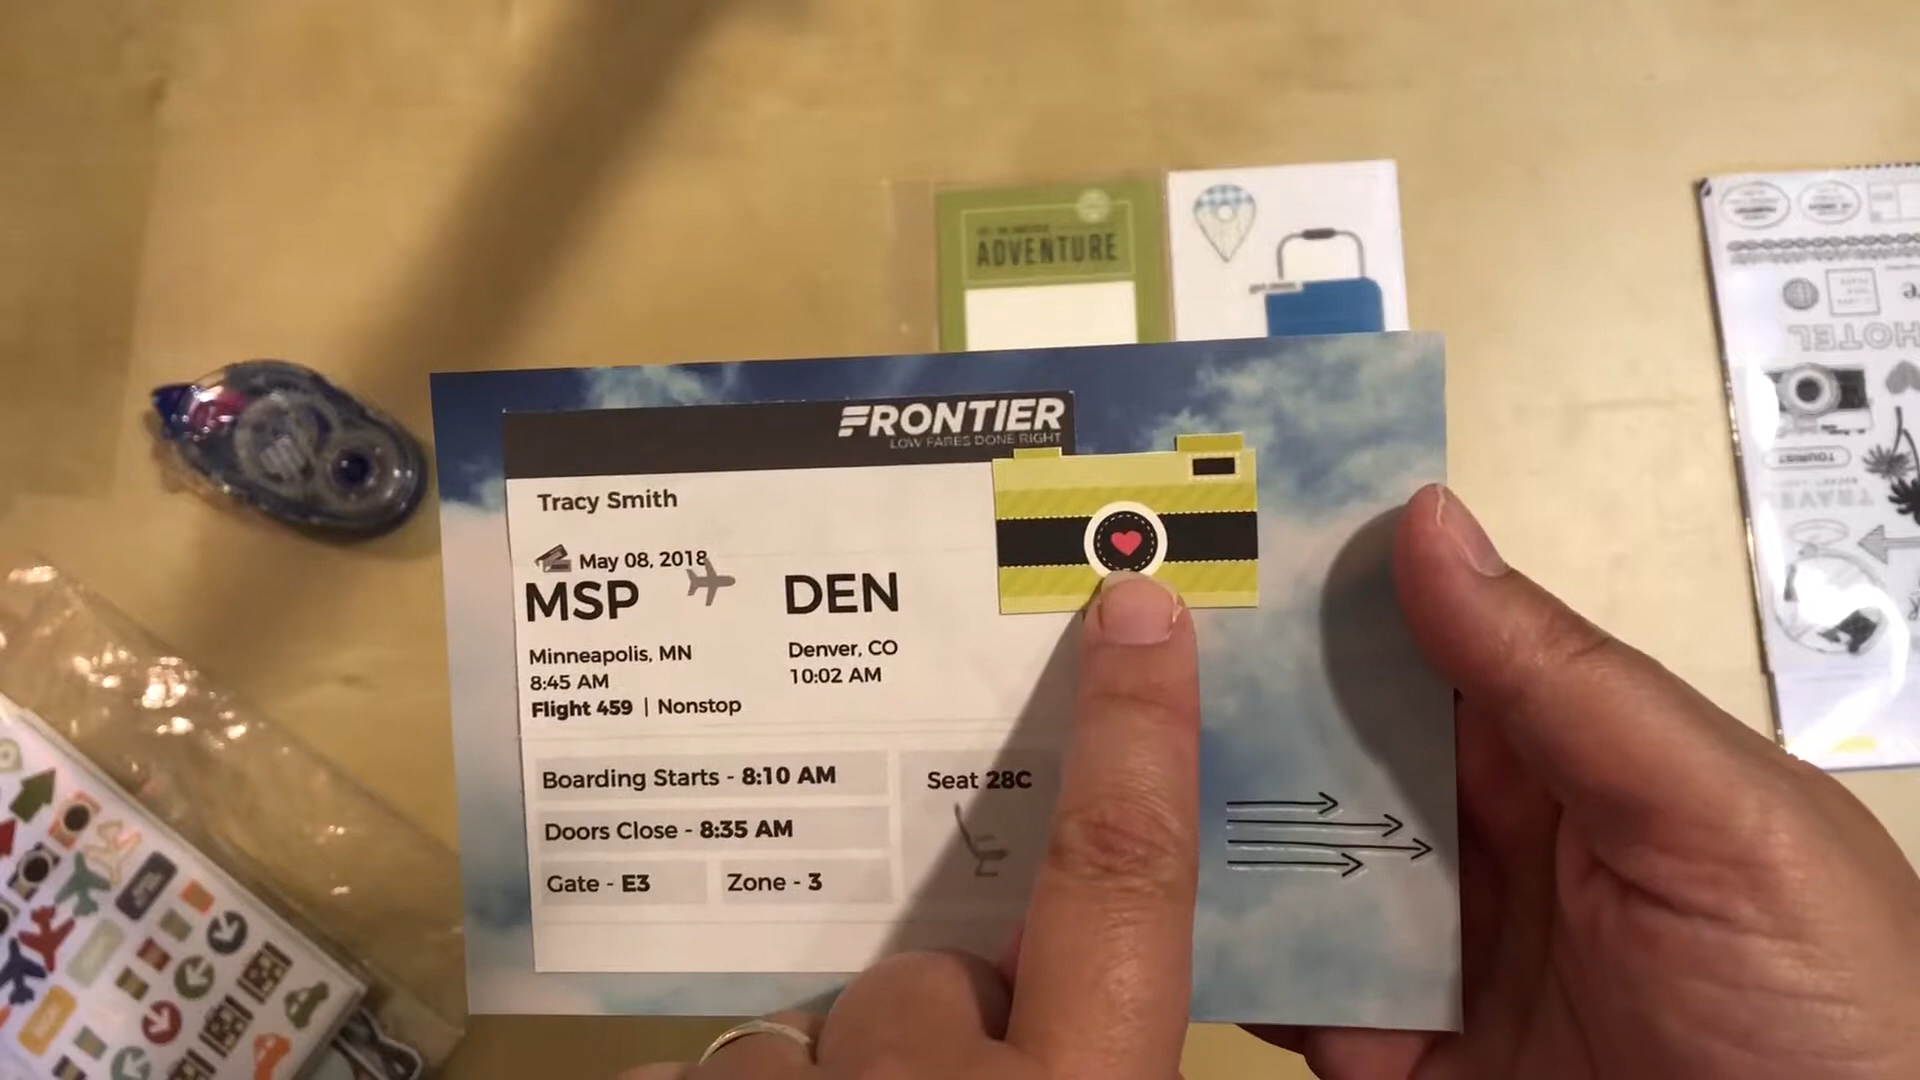 ADVENTURE
FRONTIER
LOW FARES DONE RIGHT
Tracy Smith
May 08, 2018
MSP DEN
Minneapolis, MN
8:45 AM
Flight 459 | Nonstop
Denver, CO
10:02 AM
Boarding Starts - 8:10 AM
Doors Close - 8:35 AM
Gate - E3
Zone - 3
Seat 28C
HOTEL
TOURIST
TRAVEL